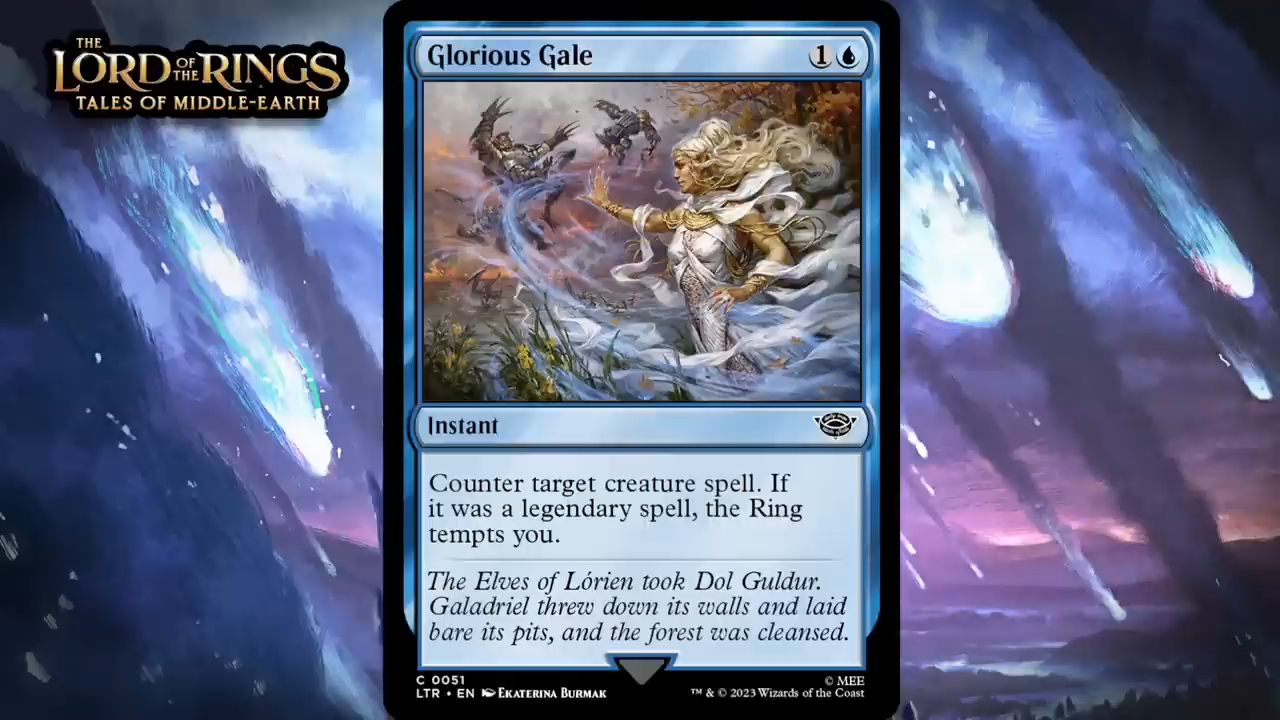 THE
LORD OF THE RINGS
TALES OF MIDDLE-EARTH
Glorious Gale 1
Instant
Counter target creature spell. If
it was a legendary spell, the Ring
tempts you.
The Elves of Lórien took Dol Guldur.
Galadriel threw down its walls and laid
bare its pits, and the forest was cleansed.
C 0051
LTR • EN Ekaterina Burmak
© MEE
™ & © 2023 Wizards of the Coast